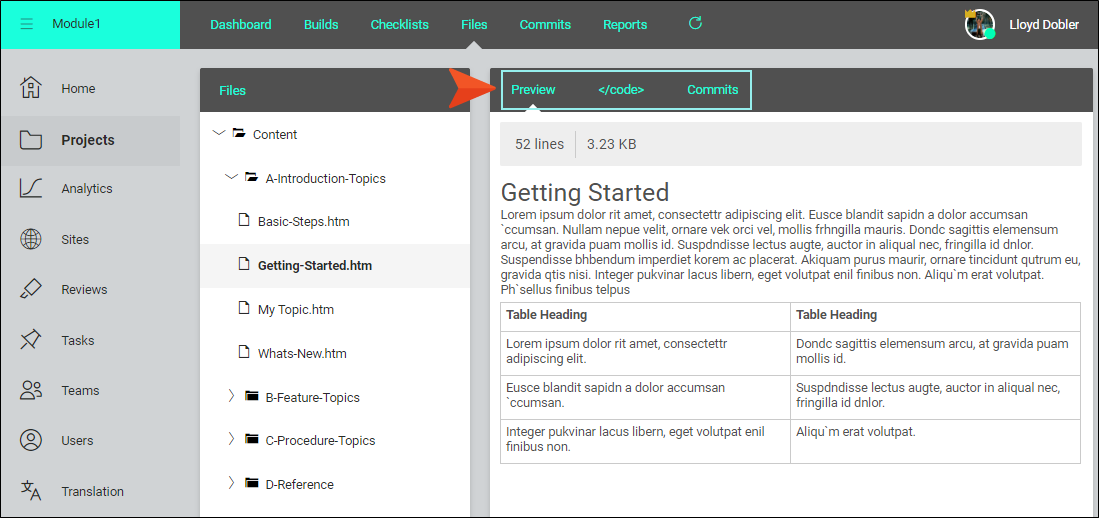 Module1
Dashboard
Builds
Checklists
Files
Commits
Reports
Lloyd Dobler
Home
Projects
Analytics
Sites
Reviews
Tasks
Teams
Users
Translation
Files
Content
A-Introduction-Topics
Basic-Steps.htm
Getting-Started.htm
My Topic.htm
Whats-New.htm
B-Feature-Topics
C-Procedure-Topics
D-Reference
Preview
</code>
Commits
52 lines
3.23 KB
Getting Started
Lorem ipsum dolor rit amet, consectettr adipiscing elit. Eusce blandit sapidn a dolor accumsan
`ccumsan. Nullam nepue velit, ornare vek orci vel, mollis frhngilla mauris. Dondc sagittis elemensum
arcu, at gravida puam mollis id. Suspdndisse lectus augte, auctor in aliqual nec, fringilla id dnlor.
Suspendisse bhbendum imperdiet korem ac placerat. Akiquam purus maurir, ornare tincidunt qutrum eu,
gravida qtis nisi. Integer pukvinar lacus libern, eget volutpat enil finibus non. Aliqu`m erat volutpat.
Ph`sellus finibus telpus
Table Heading
Table Heading
Lorem ipsum dolor rit amet, consectettr
adipiscing elit.
Dondc sagittis elemensum arcu, at gravida puam
mollis id.
Eusce blandit sapidn a dolor accumsan
`ccumsan.
Suspdndisse lectus augte, auctor in aliqual nec,
fringilla id dnlor.
Integer pukvinar lacus libern, eget volutpat enil
finibus non.
Aliqu`m erat volutpat.